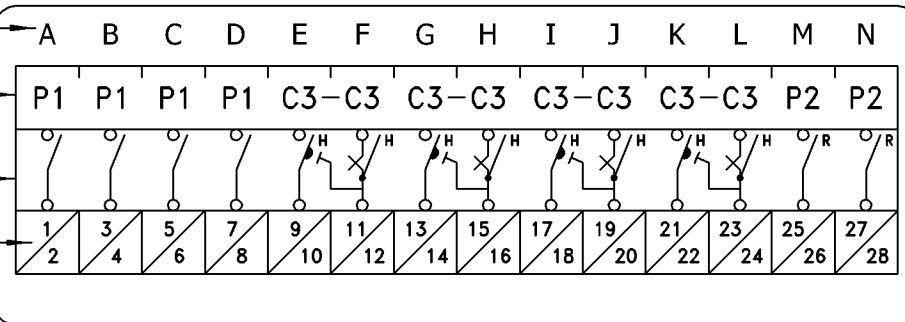 A B C D E F G H I J K L M N
P1 P1 P1 P1 C3-C3 C3-C3 C3-C3 C3-C3 P2 P2
H H H H H H H H R R
1 3 5 7 9 11 13 15 17 19 21 23 25 27
2 4 6 8 10 12 14 16 18 20 22 24 26 28